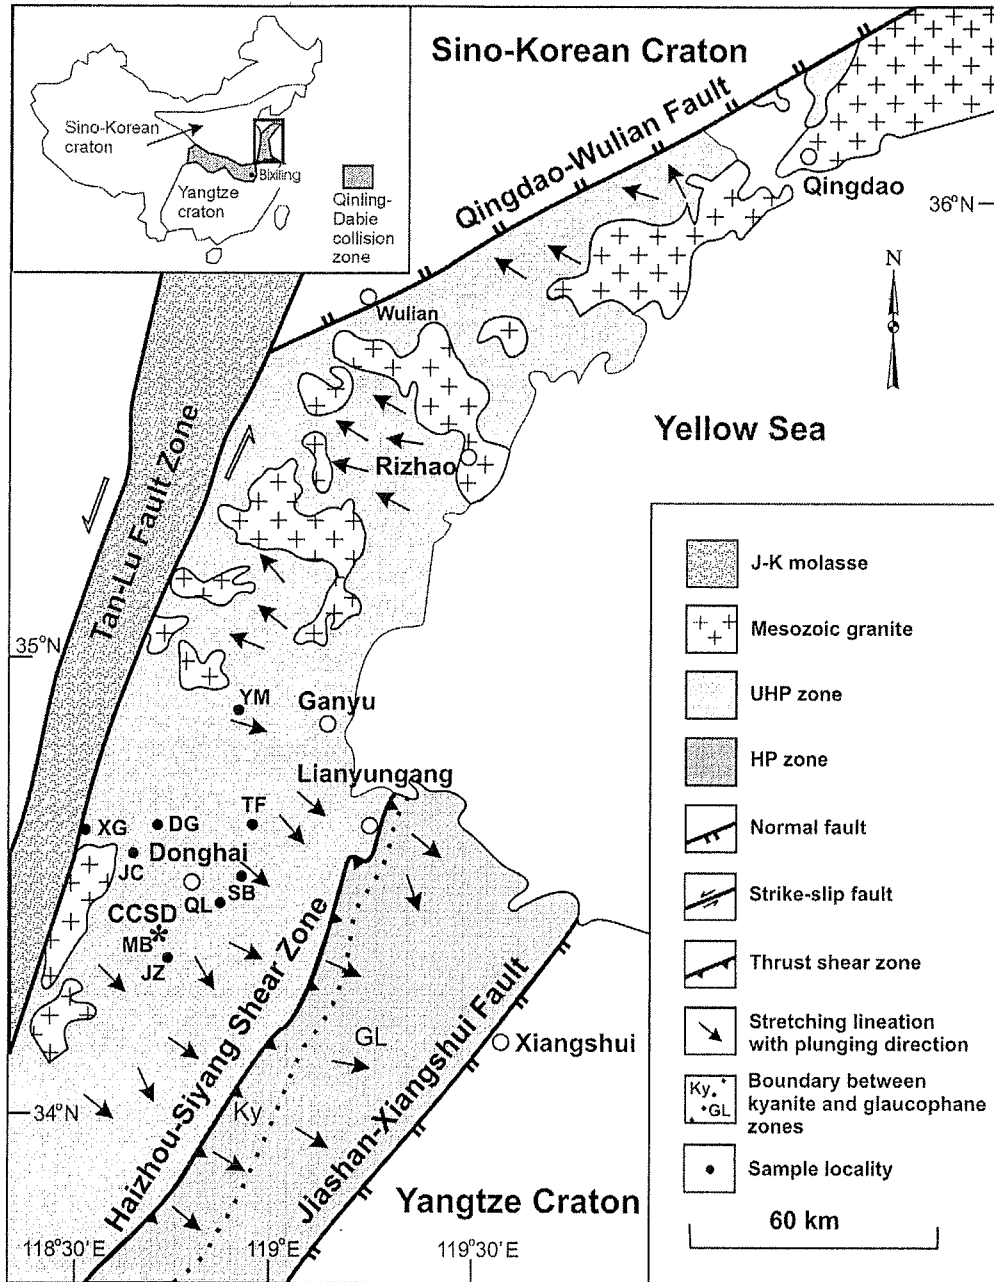 Sino-Korean Craton
Sino-Korean
craton
Yangtze
craton
Bixiling
Qinling-
Dabie
collision
zone
Qingdao-Wulian Fault
Qingdao
36°N
N
Wulian
Yellow Sea
Tan-Lu Fault Zone
Rizhao
35°N
YM
Ganyu
Lianyungang
TF
XG
DG
JC
Donghai
QL
SB
CCSD
MB
JZ
Haizhou-Siyang Shear Zone
GL
Ky
Jiashan-Xiangshui Fault
Xiangshui
34°N
Yangtze Craton
118°30'E
119°E
119°30'E
J-K molasse
Mesozoic granite
UHP zone
HP zone
Normal fault
Strike-slip fault
Thrust shear zone
Stretching lineation
with plunging direction
Ky
GL
Boundary between
kyanite and glaucophane
zones
Sample locality
60 km